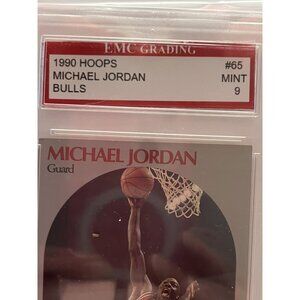 EMC GRADING
1990 HOOPS #65
MICHAEL JORDAN MINT
BULLS 9
MICHAEL JORDAN
Guard